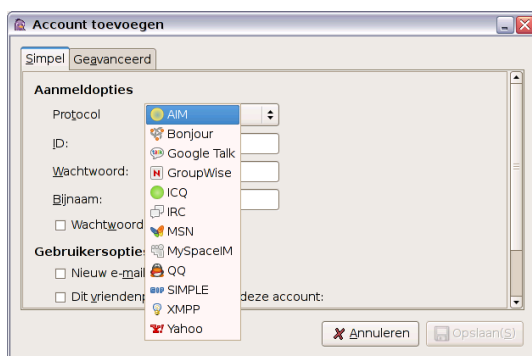 Account toevoegen
Simpel Geavanceerd
Aanmeldopties
Protocol AIM
Bonjour
ID:
Google Talk
Wachtwoord: GroupWise
ICQ
Bijnaam:
IRC
Wachtwoord
MSN
Gebruikersopties MySpaceIM
Nieuw e-mai QQ
SIMPLE
Dit vriendenp deze account:
XMPP
Yahoo
Annuleren Opslaan(S)